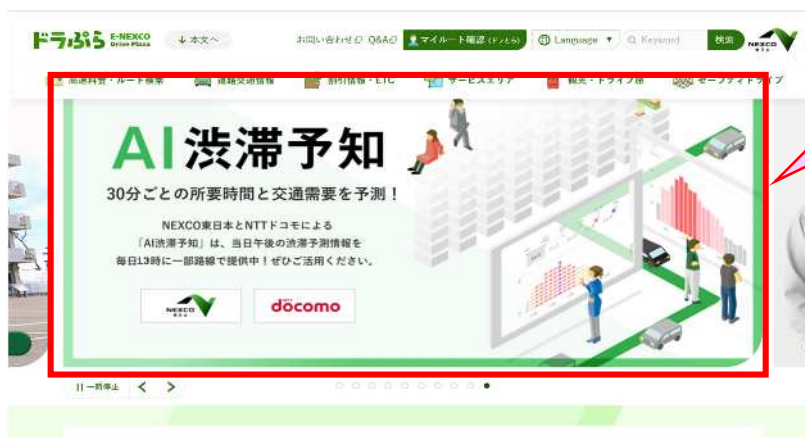 ドラぷら E-NEXCO Drive Plaza
↓ 本文へ
お問い合わせ Q&A
マイルート確認 (ドラとも)
Language ▼
Keyword
検索
NEXCO
高速料金・ルート検索
道路交通情報
割引情報・ETC
サービスエリア
観光・ドライブ旅
セーフティドライブ
AI渋滞予知
30分ごとの所要時間と交通需要を予測！
NEXCO東日本とNTTドコモによる
「AI渋滞予知」は、当日午後の渋滞予測情報を
毎日13時に一部路線で提供中！ぜひご活用ください。
NEXCO
döcomo
一時停止